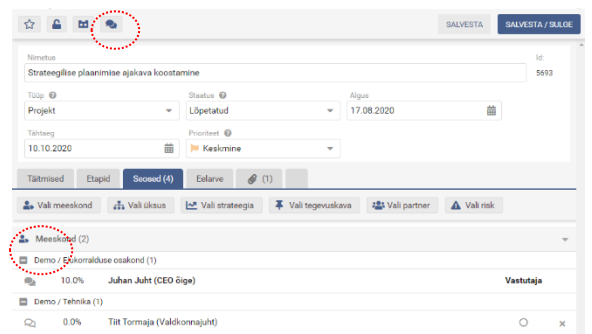 SALVESTA SALVESTA / SULGE
Nimetus Id:
Strateegilise plaanimise ajakava koostamine 5693
Tüüp Staatus Algus
Projekt Lõpetatud 17.08.2020
Tähtaeg Prioriteet
10.10.2020 Keskmine
Täitmised Etapid Seosed (4) Eelarve (1)
Vali meeskond Vali üksus Vali strateegia Vali tegevuskava Vali partner Vali risk
Meeskond (2)
Demo / Elukorralduse osakond (1)
10.0% Juhan Juht (CEO õige) Vastutaja
Demo / Tehnika (1)
0.0% Tiit Tormaja (Valdkonnajuht)